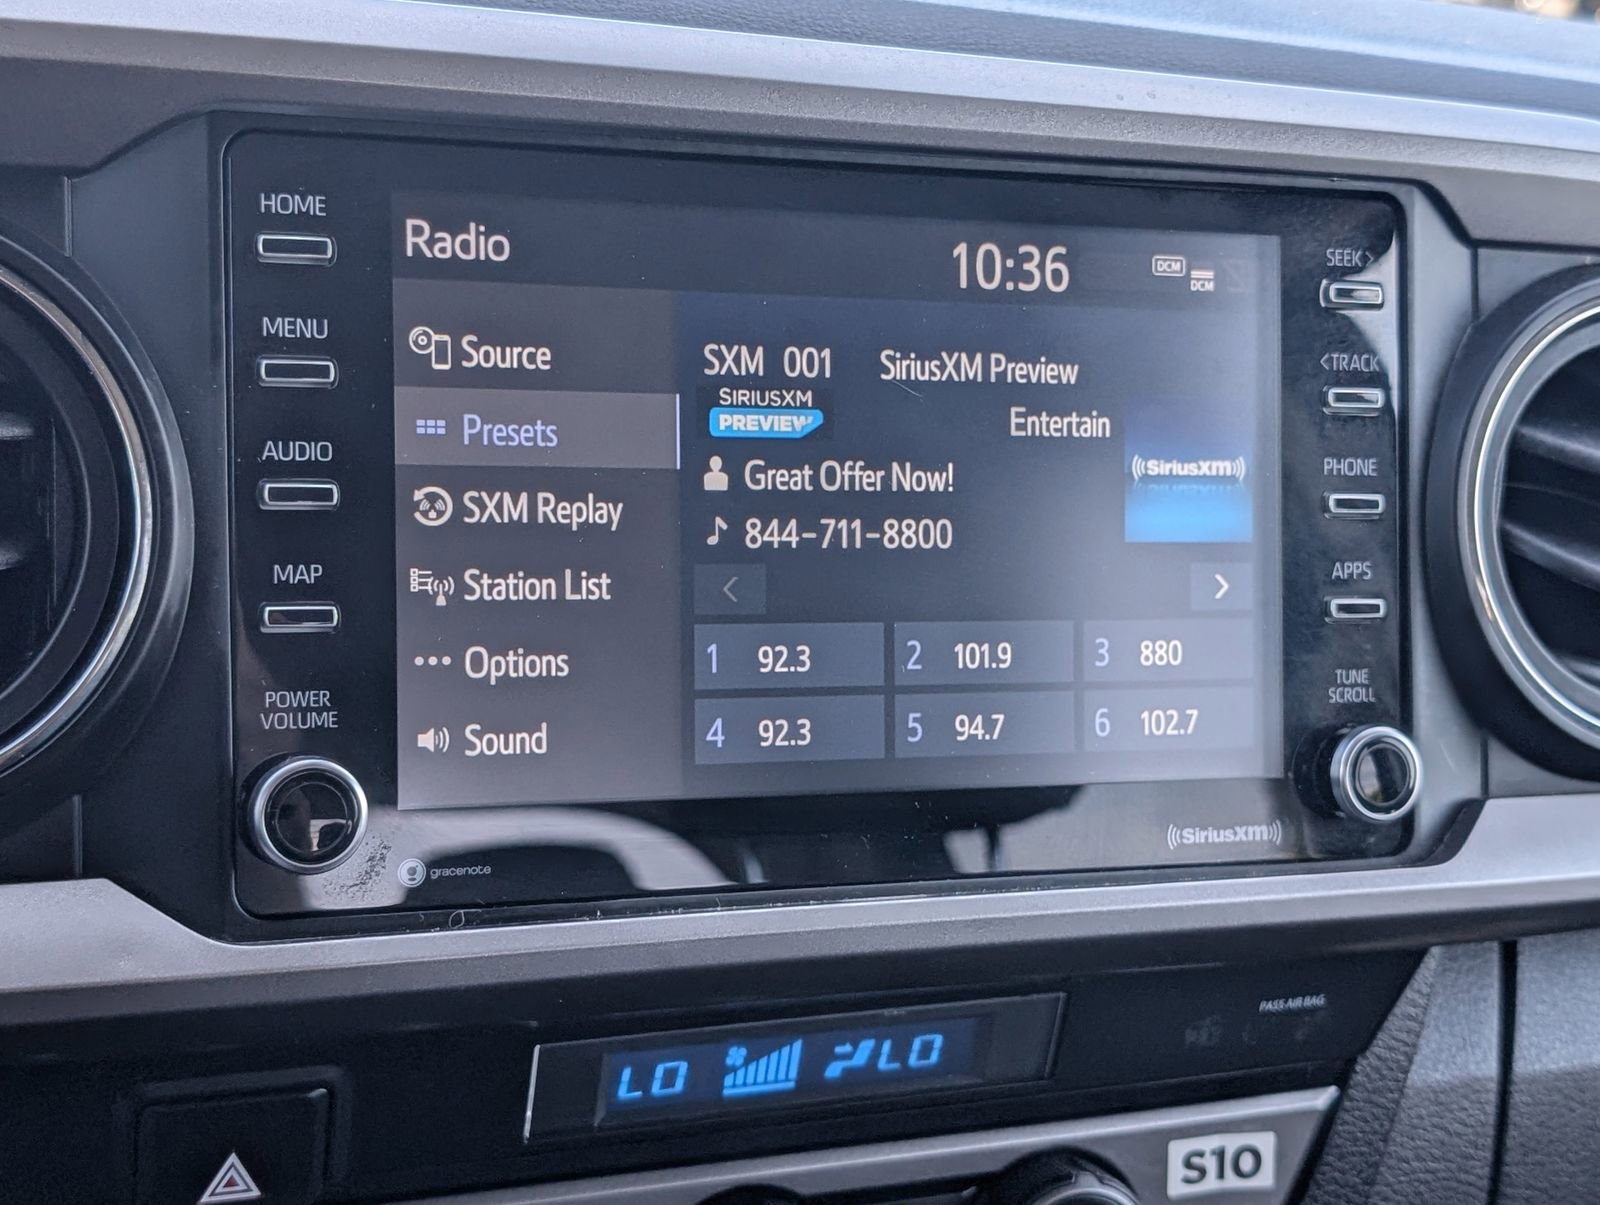 HOME
MENU
AUDIO
MAP
POWER
VOLUME
Radio
10:36
DCM
DCM
Source
Presets
SXM Replay
Station List
Options
Sound
SXM 001 SiriusXM Preview
SIRIUSXM
PREVIEW
Entertain
((SiriusXM))
Great Offer Now!
844-711-8800
<
>
1 92.3
2 101.9
3 880
4 92.3
5 94.7
6 102.7
SEEK>
<TRACK
PHONE
APPS
TUNE
SCROLL
gracenote
((SiriusXM))
PASS AIR BAG
LO
LO
S10